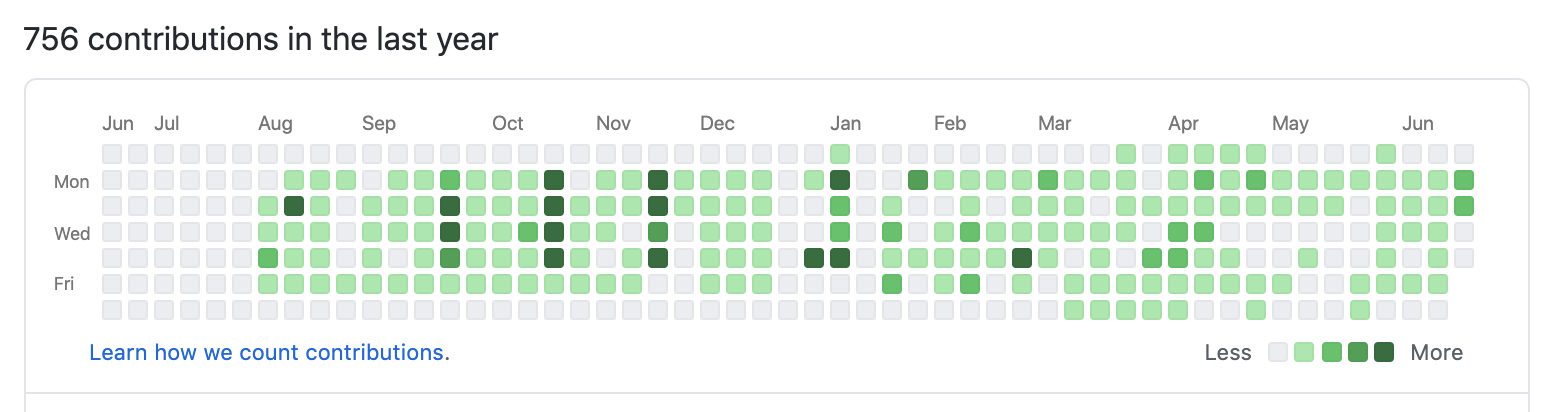 756 contributions in the last year
Jun Jul Aug Sep Oct Nov Dec Jan Feb Mar Apr May Jun
Mon
Wed
Fri
Learn how we count contributions. Less More